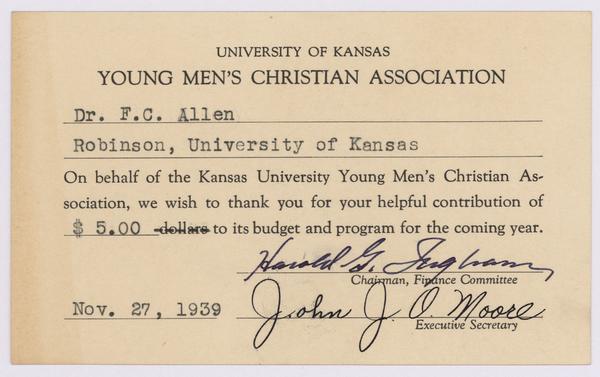 UNIVERSITY OF KANSAS
YOUNG MEN'S CHRISTIAN ASSOCIATION
Dr. F.C. Allen
Robinson, University of Kansas
On behalf of the Kansas University Young Men's Christian As-
sociation, we wish to thank you for your helpful contribution of
$ 5.00 dollars to its budget and program for the coming year.
Harold G. Ingham
Chairman, Finance Committee
Nov. 27, 1939 John J. O. Moore
Executive Secretary